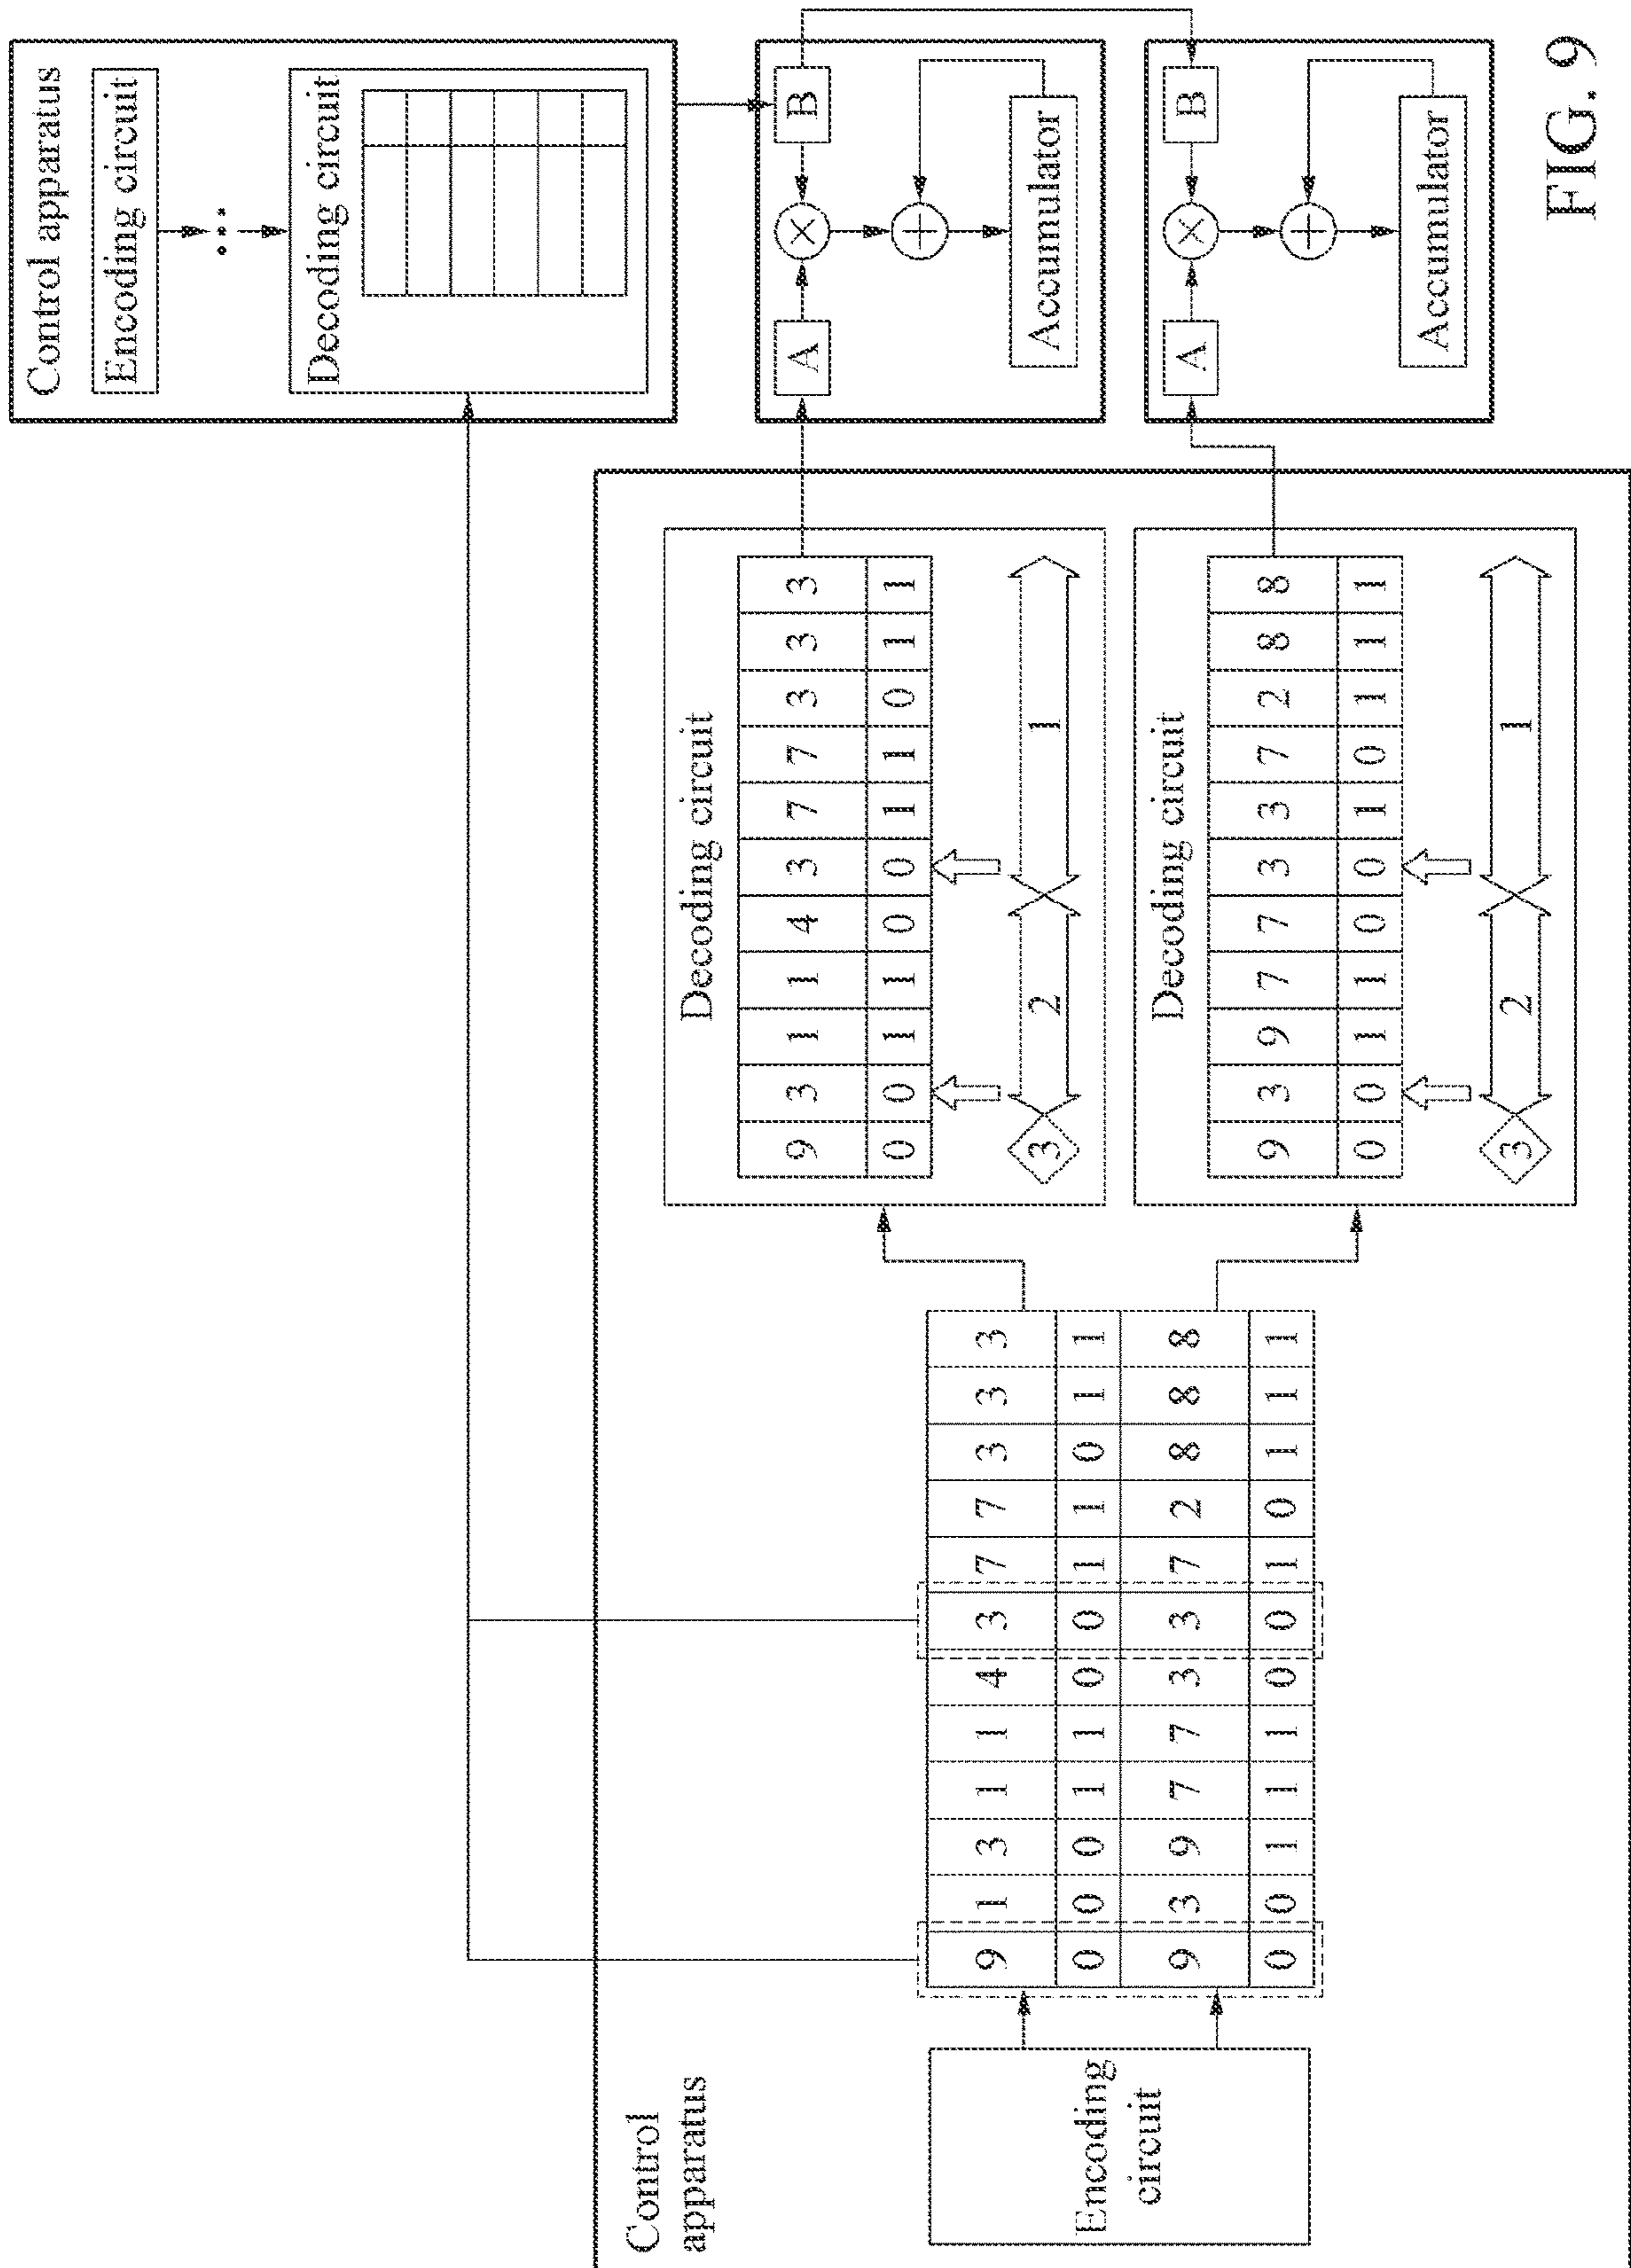 Control apparatus
Encoding circuit
Decoding circuit
Control
apparatus
Encoding
circuit
9 1 3 1 1 4 3 7 7 3 3 3
0 0 0 1 1 0 0 1 1 0 1 1
9 3 9 7 7 3 3 7 2 8 8 8
0 0 1 1 1 0 0 1 0 1 1 1
Decoding circuit
9 3 1 1 4 3 7 7 3 3 3
0 0 1 1 0 0 1 1 0 1 1
3 2 1
Decoding circuit
9 3 9 7 7 3 3 7 2 8 8
0 0 1 1 0 0 1 0 1 1 1
3 2 1
A × B
+
Accumulator
A × B
+
Accumulator
FIG. 9